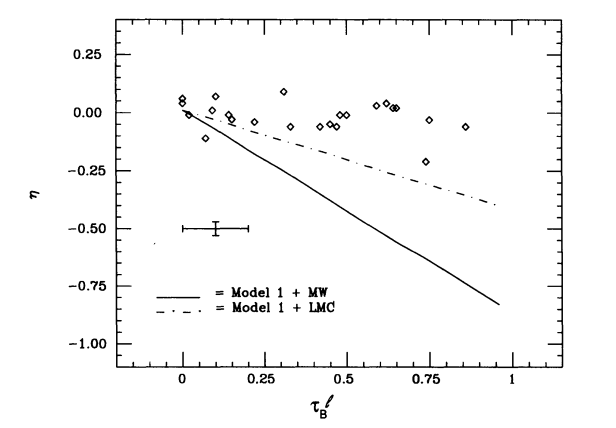 0.25
0.00
−0.25
−0.50
−0.75
−1.00
η
= Model 1 + MW
= Model 1 + LMC
0
0.25
0.5
0.75
1
τ_B^l